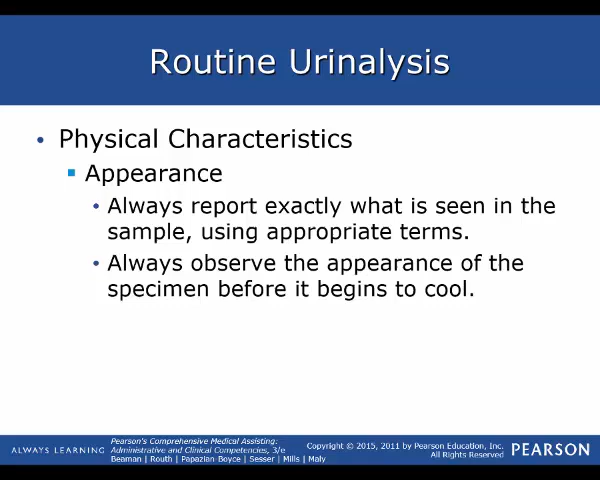 Routine Urinalysis
• Physical Characteristics
▪ Appearance
• Always report exactly what is seen in the
sample, using appropriate terms.
• Always observe the appearance of the
specimen before it begins to cool.
ALWAYS LEARNING
Pearson's Comprehensive Medical Assisting:
Administrative and Clinical Competencies, 3/e
Beaman | Routh | Papazian-Boyce | Sesser | Mills | Maly
Copyright © 2015, 2011 by Pearson Education, Inc.
All Rights Reserved
PEARSON